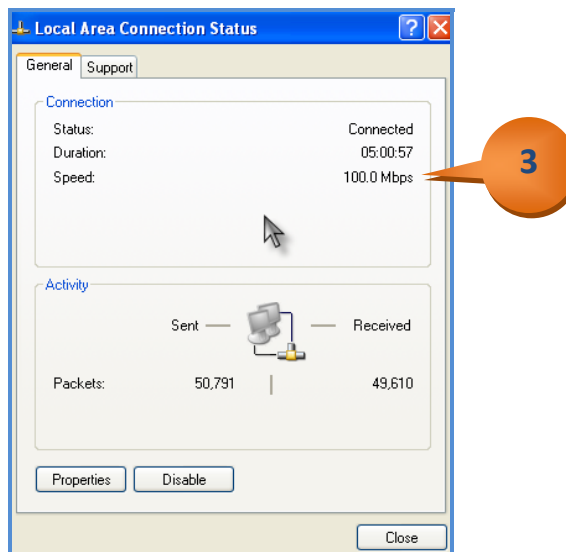 Local Area Connection Status
?
X
General Support
Connection
Status: Connected
Duration: 05:00:57
Speed: 100.0 Mbps
3
Activity
Sent — — Received
Packets: 50,791 | 49,610
Properties Disable
Close